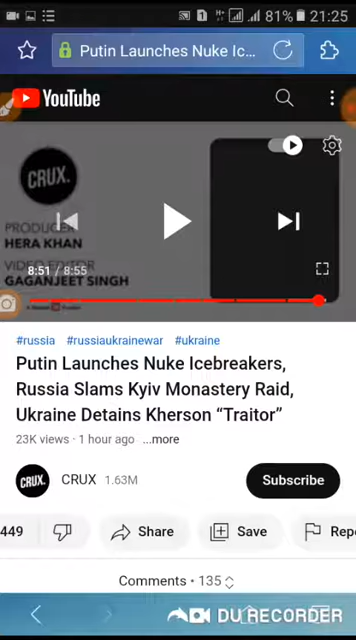 81% 21:25
Putin Launches Nuke Ic...
YouTube
CRUX.
PRODUCER
HERA KHAN
VIDEO EDITOR
GAGANJEET SINGH
8:51 / 8:55
#russia #russiaukrainewar #ukraine
Putin Launches Nuke Icebreakers,
Russia Slams Kyiv Monastery Raid,
Ukraine Detains Kherson “Traitor”
23K views · 1 hour ago ...more
CRUX.
CRUX 1.63M
Subscribe
449 Share Save Repo
Comments • 135
DU RECORDER